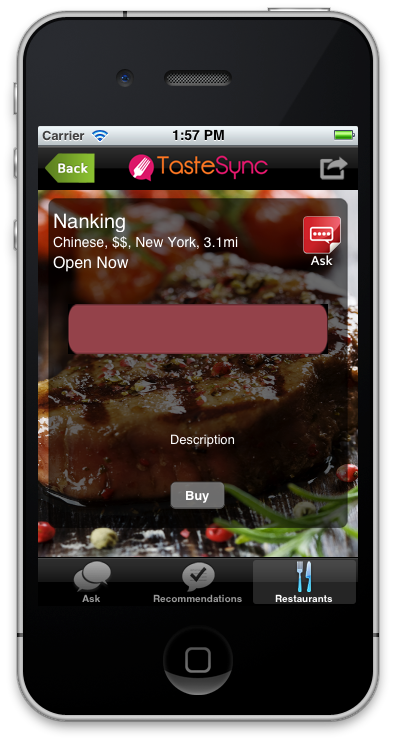 Carrier 1:57 PM
Back TasteSync
Nanking
Chinese, $$, New York, 3.1mi
Open Now
Ask
Description
Buy
Ask Recommendations Restaurants